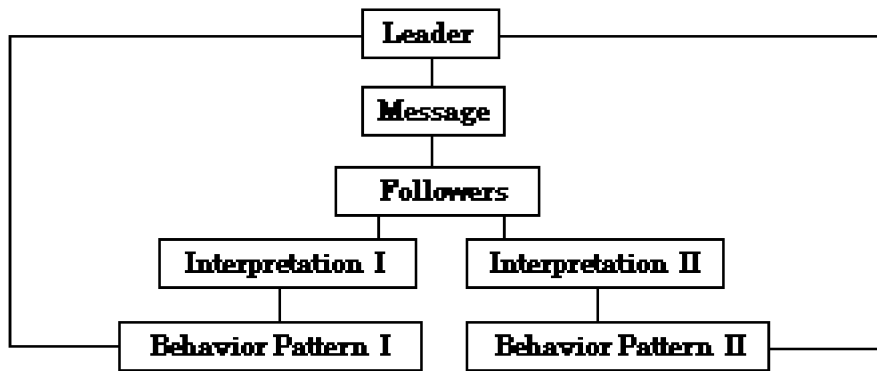 Leader
Message
Followers
Interpretation I
Interpretation II
Behavior Pattern I
Behavior Pattern II